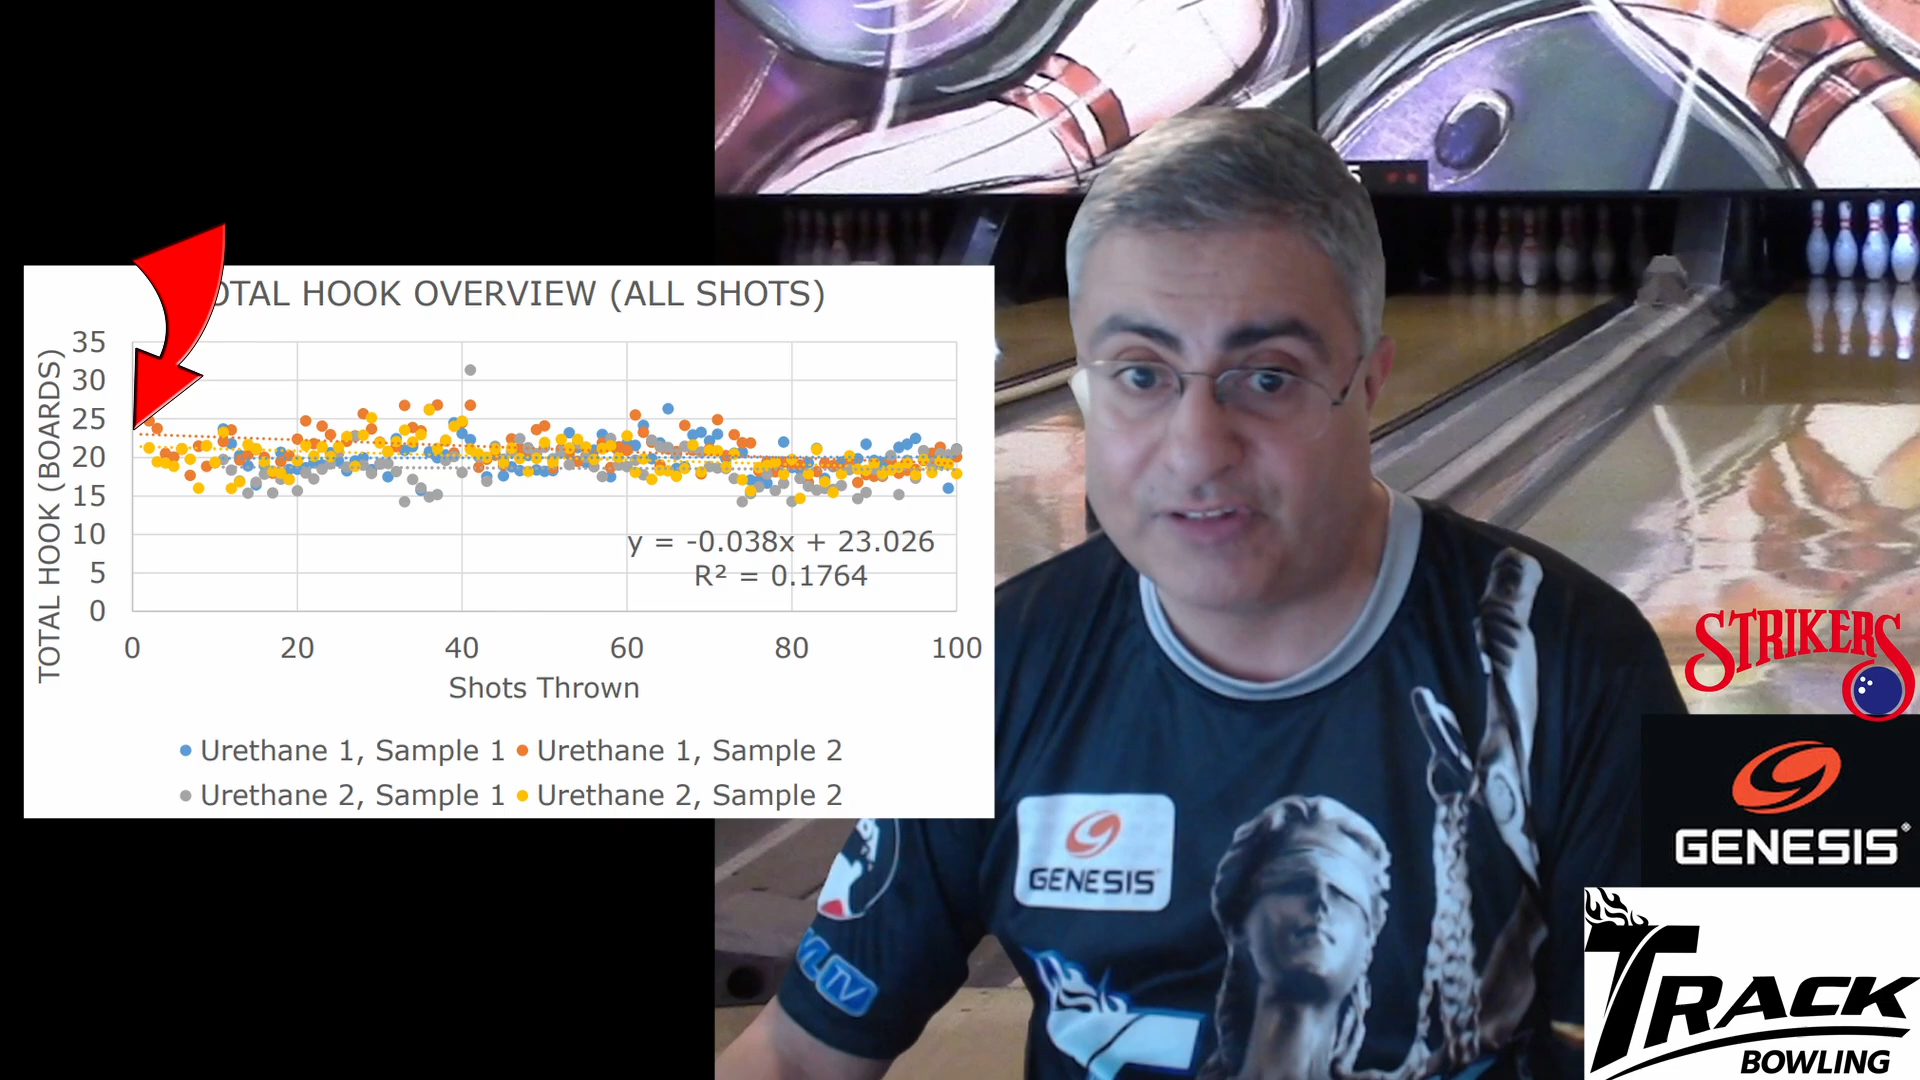 OTAL HOOK OVERVIEW (ALL SHOTS)
TOTAL HOOK (BOARDS)
35
30
25
20
15
10
5
0
y = -0.038x + 23.026
R² = 0.1764
0 20 40 60 80 100
Shots Thrown
Urethane 1, Sample 1 Urethane 1, Sample 2
Urethane 2, Sample 1 Urethane 2, Sample 2
GENESIS
TV
STRIKERS
GENESIS®
TRACK
BOWLING